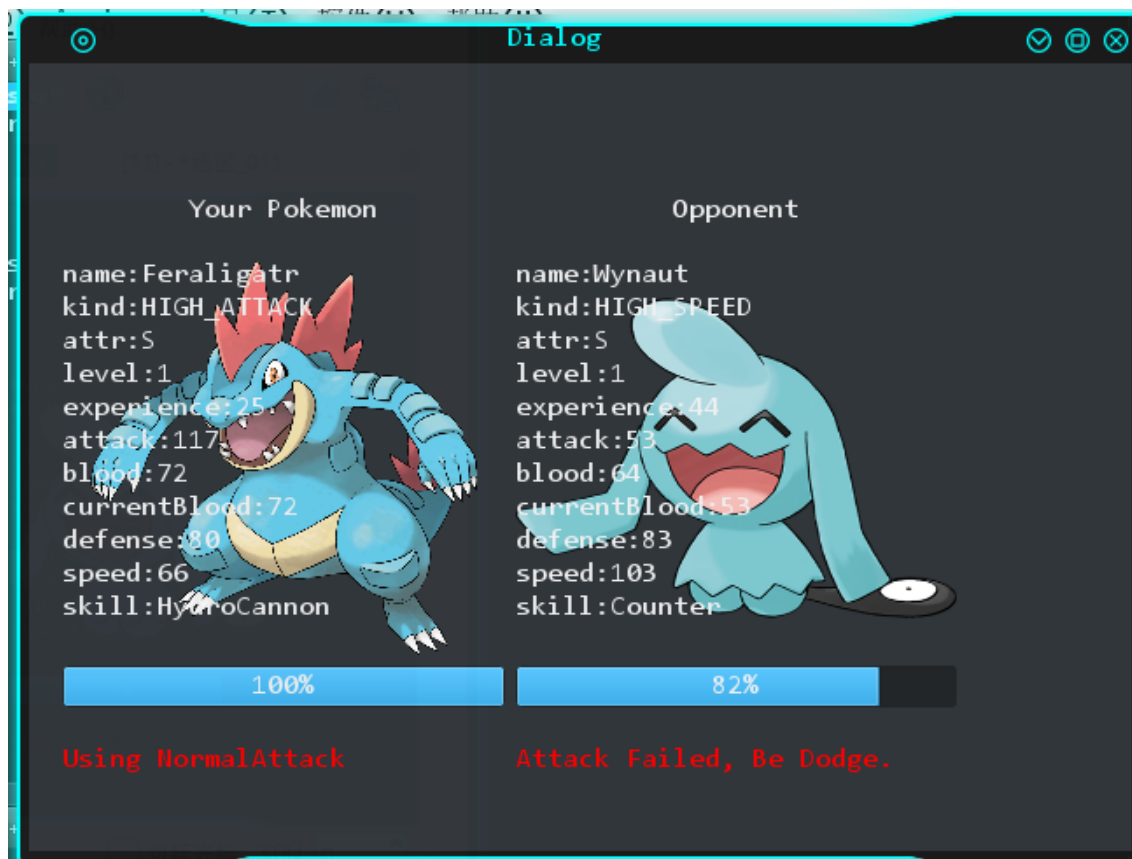 Dialog
Your Pokemon
name:Feraligatr
kind:HIGH_ATTACK
attr:S
level:1
experience:25
attack:117
blood:72
currentBlood:72
defense:80
speed:66
skill:HydroCannon
100%
Using NormalAttack
Opponent
name:Wynaut
kind:HIGH_SPEED
attr:S
level:1
experience:44
attack:53
blood:64
currentBlood:53
defense:83
speed:103
skill:Counter
82%
Attack Failed, Be Dodge.